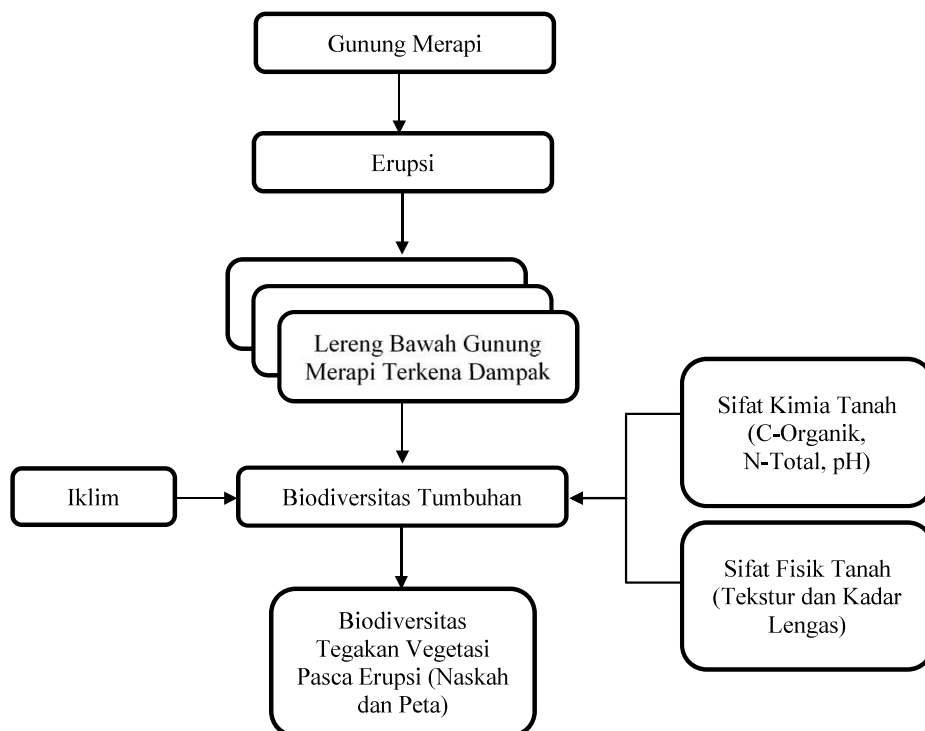 Gunung Merapi
Erupsi
Lereng Bawah Gunung
Merapi Terkena Dampak
Sifat Kimia Tanah
(C-Organik,
N-Total, pH)
Iklim
Biodiversitas Tumbuhan
Sifat Fisik Tanah
(Tekstur dan Kadar
Lengas)
Biodiversitas
Tegakan Vegetasi
Pasca Erupsi (Naskah
dan Peta)